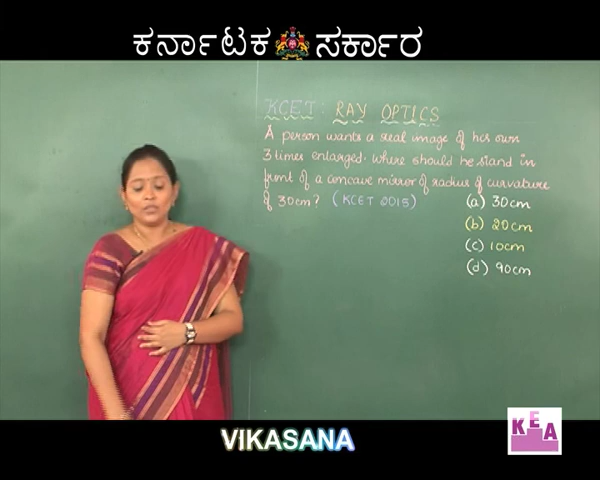 ಕರ್ನಾಟಕ ಸರ್ಕಾರ
KCET : RAY OPTICS
A person wants a real image of his own
3 times enlarged. Where should he stand in
front of a concave mirror of radius of curvature
of 30cm? (KCET 2015)
(a) 30cm
(b) 20cm
(c) 10cm
(d) 90cm
KEA
VIKASANA